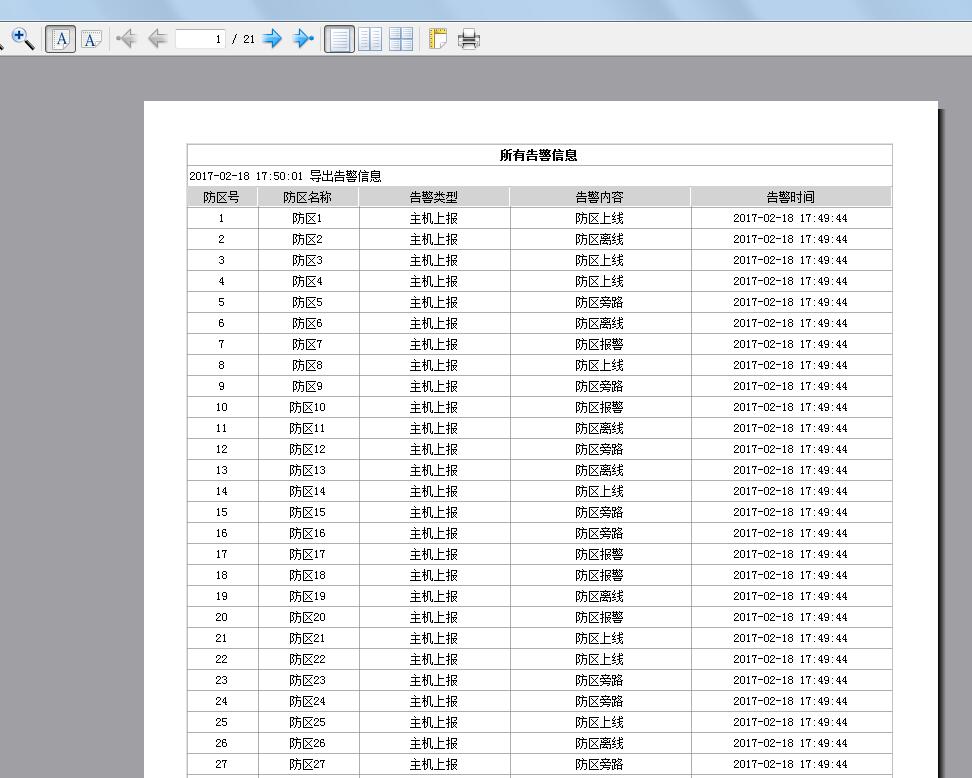 A A
1 / 21
所有告警信息
2017-02-18 17:50:01 导出告警信息
防区号 防区名称 告警类型 告警内容 告警时间
1 防区1 主机上报 防区上线 2017-02-18 17:49:44
2 防区2 主机上报 防区离线 2017-02-18 17:49:44
3 防区3 主机上报 防区上线 2017-02-18 17:49:44
4 防区4 主机上报 防区上线 2017-02-18 17:49:44
5 防区5 主机上报 防区旁路 2017-02-18 17:49:44
6 防区6 主机上报 防区离线 2017-02-18 17:49:44
7 防区7 主机上报 防区报警 2017-02-18 17:49:44
8 防区8 主机上报 防区上线 2017-02-18 17:49:44
9 防区9 主机上报 防区旁路 2017-02-18 17:49:44
10 防区10 主机上报 防区报警 2017-02-18 17:49:44
11 防区11 主机上报 防区离线 2017-02-18 17:49:44
12 防区12 主机上报 防区旁路 2017-02-18 17:49:44
13 防区13 主机上报 防区离线 2017-02-18 17:49:44
14 防区14 主机上报 防区上线 2017-02-18 17:49:44
15 防区15 主机上报 防区旁路 2017-02-18 17:49:44
16 防区16 主机上报 防区旁路 2017-02-18 17:49:44
17 防区17 主机上报 防区报警 2017-02-18 17:49:44
18 防区18 主机上报 防区报警 2017-02-18 17:49:44
19 防区19 主机上报 防区离线 2017-02-18 17:49:44
20 防区20 主机上报 防区报警 2017-02-18 17:49:44
21 防区21 主机上报 防区上线 2017-02-18 17:49:44
22 防区22 主机上报 防区上线 2017-02-18 17:49:44
23 防区23 主机上报 防区旁路 2017-02-18 17:49:44
24 防区24 主机上报 防区旁路 2017-02-18 17:49:44
25 防区25 主机上报 防区上线 2017-02-18 17:49:44
26 防区26 主机上报 防区离线 2017-02-18 17:49:44
27 防区27 主机上报 防区旁路 2017-02-18 17:49:44